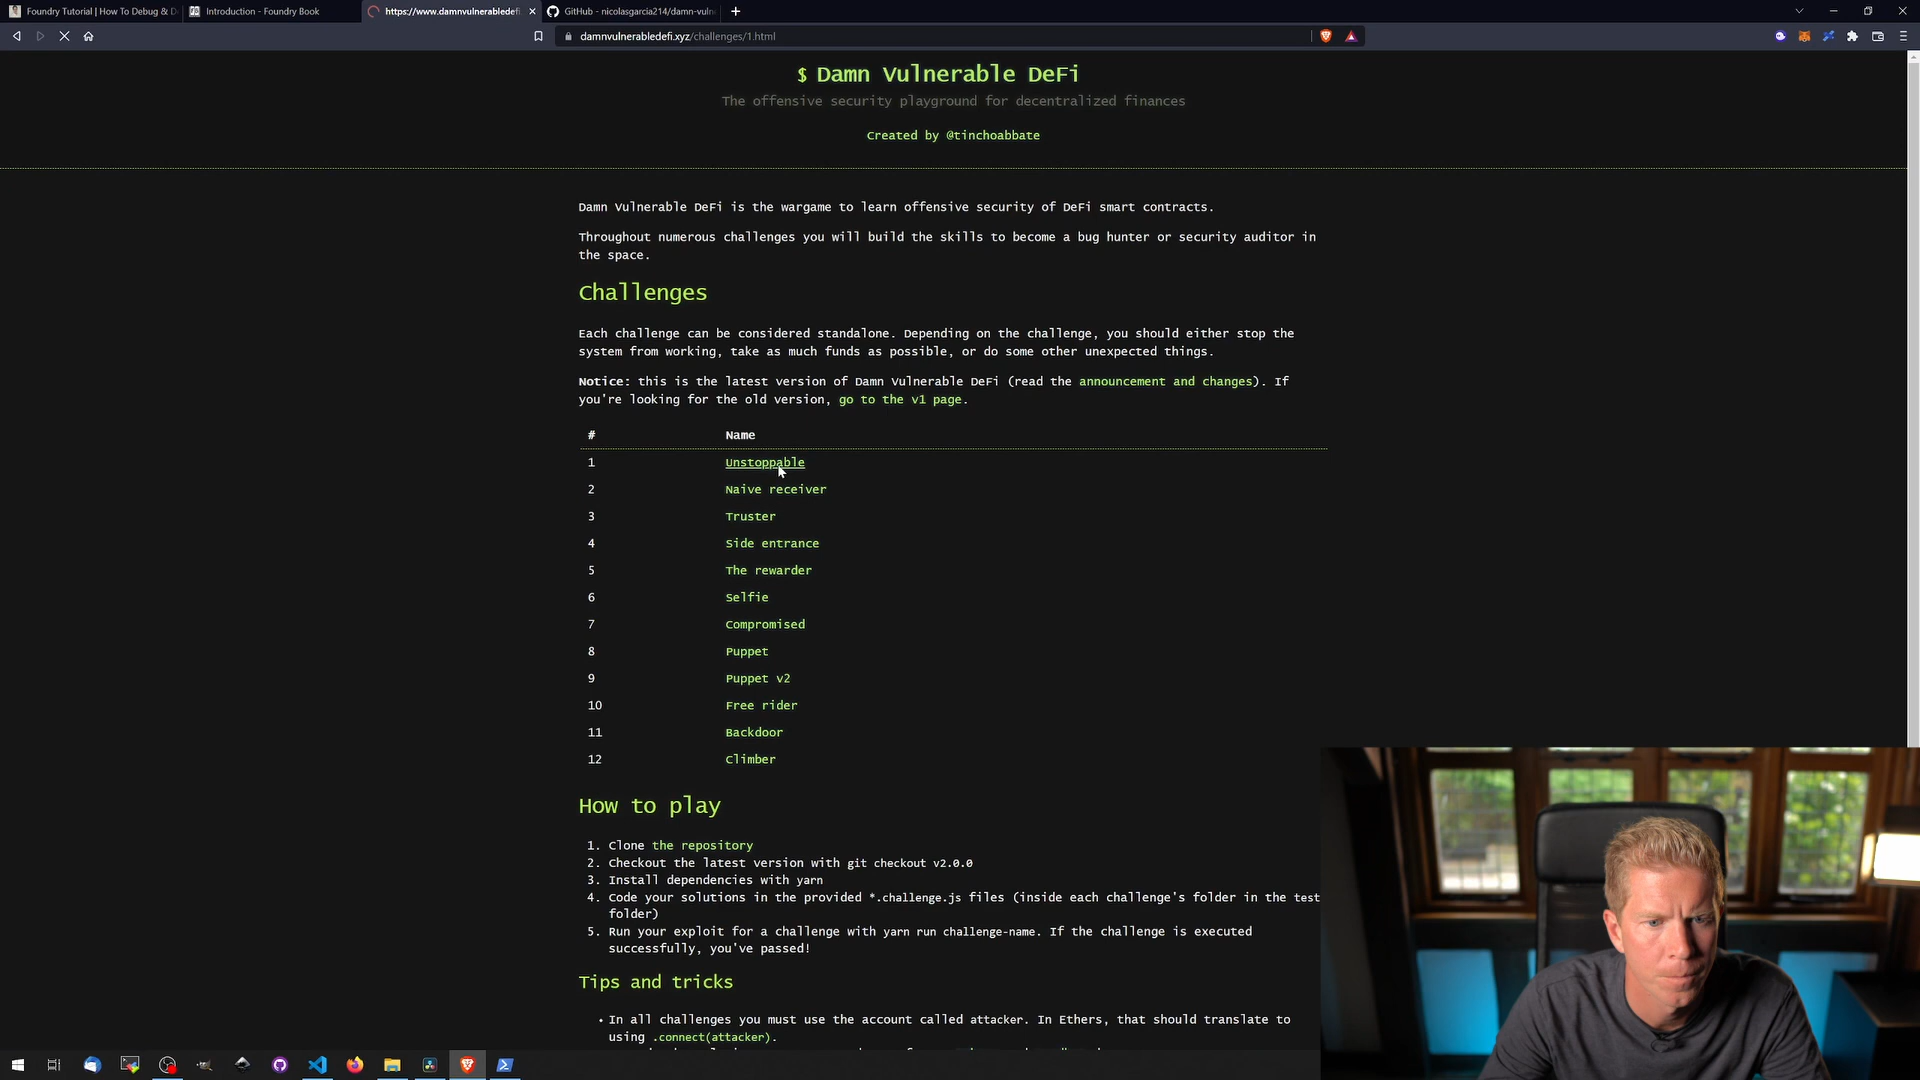 Foundry Tutorial | How To Debug & D
Introduction - Foundry Book
https://www.damnvulnerabledefi.
GitHub - nicolasgarcia214/damn-vuln
damnvulnerabledefi.xyz/challenges/1.html
$ Damn Vulnerable DeFi
The offensive security playground for decentralized finances
Created by @tinchoabbate
Damn Vulnerable DeFi is the wargame to learn offensive security of DeFi smart contracts.
Throughout numerous challenges you will build the skills to become a bug hunter or security auditor in
the space.
Challenges
Each challenge can be considered standalone. Depending on the challenge, you should either stop the
system from working, take as much funds as possible, or do some other unexpected things.
Notice: this is the latest version of Damn Vulnerable DeFi (read the announcement and changes). If
you're looking for the old version, go to the v1 page.
# Name
1 Unstoppable
2 Naive receiver
3 Truster
4 Side entrance
5 The rewarder
6 Selfie
7 Compromised
8 Puppet
9 Puppet v2
10 Free rider
11 Backdoor
12 Climber
How to play
1. Clone the repository
2. Checkout the latest version with git checkout v2.0.0
3. Install dependencies with yarn
4. Code your solutions in the provided *.challenge.js files (inside each challenge's folder in the test
folder)
5. Run your exploit for a challenge with yarn run challenge-name. If the challenge is executed
successfully, you've passed!
Tips and tricks
• In all challenges you must use the account called attacker. In Ethers, that should translate to
using .connect(attacker).